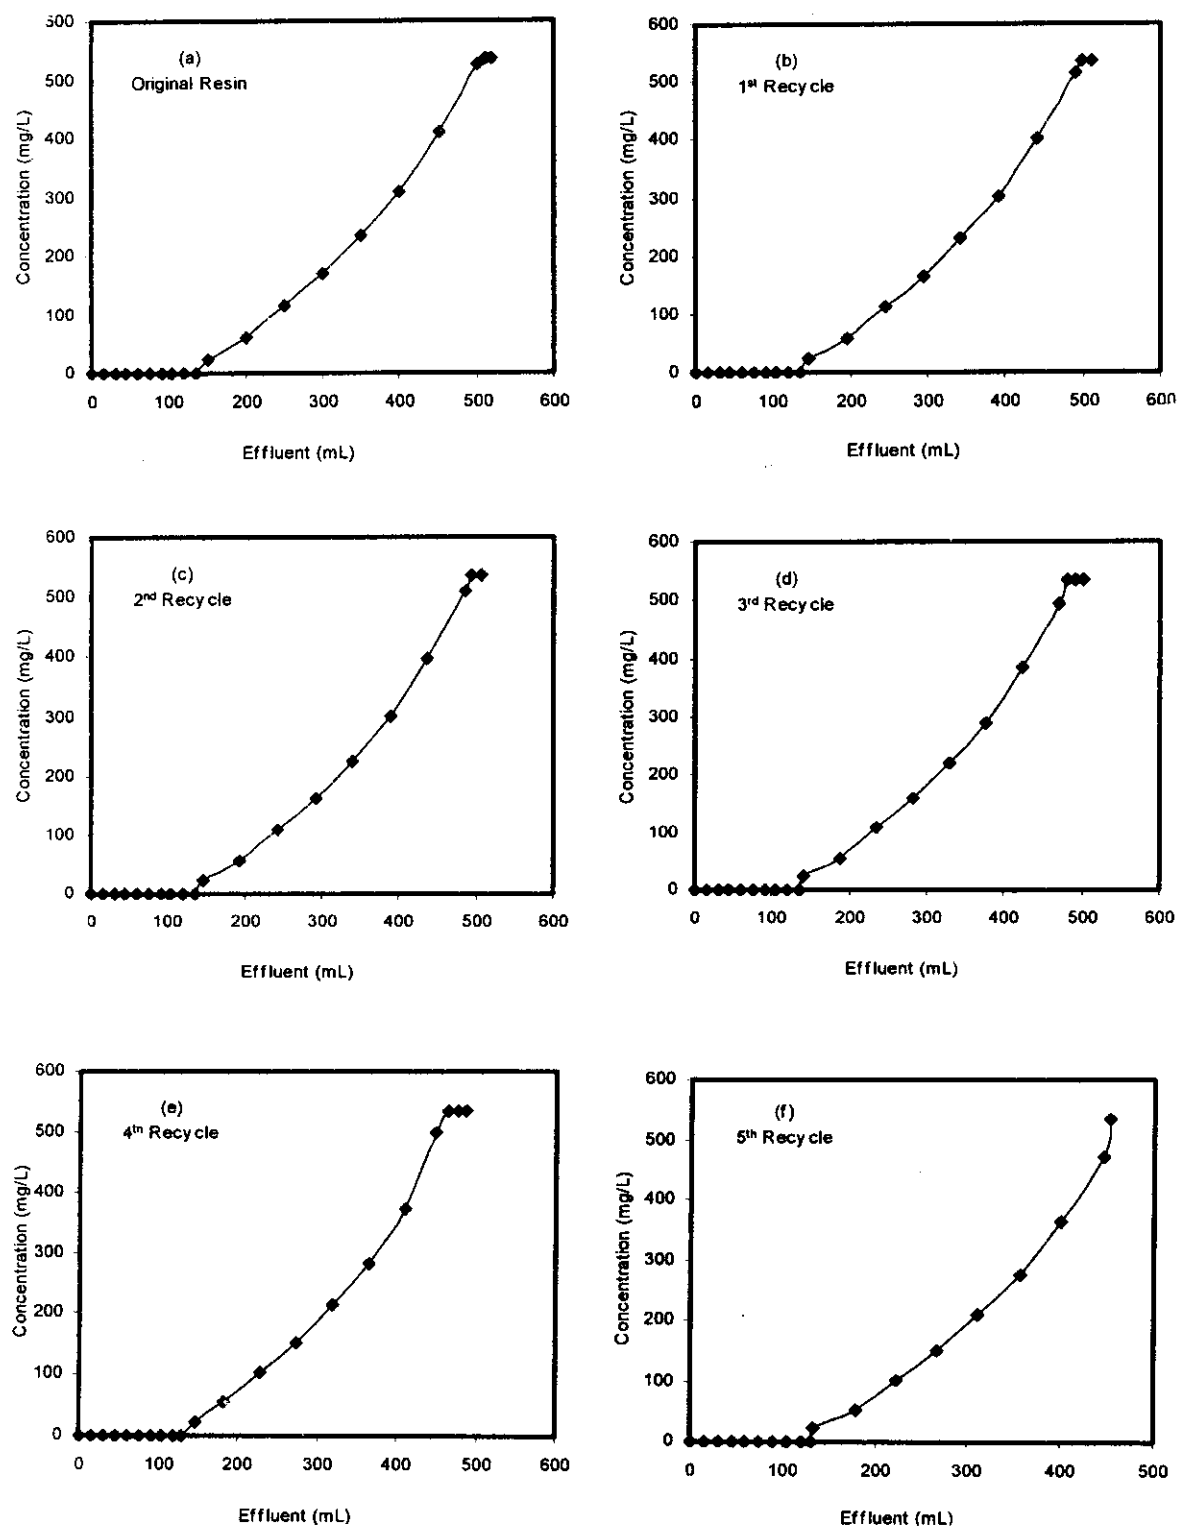 (a)
Original Resin
Concentration (mg/L)
600
500
400
300
200
100
0
0 100 200 300 400 500 600
Effluent (mL)
(b)
1st Recycle
Concentration (mg/L)
600
500
400
300
200
100
0
0 100 200 300 400 500 600
Effluent (mL)
(c)
2nd Recycle
Concentration (mg/L)
600
500
400
300
200
100
0
0 100 200 300 400 500 600
Effluent (mL)
(d)
3rd Recycle
Concentration (mg/L)
600
500
400
300
200
100
0
0 100 200 300 400 500 600
Effluent (mL)
(e)
4th Recycle
Concentration (mg/L)
600
500
400
300
200
100
0
0 100 200 300 400 500 600
Effluent (mL)
(f)
5th Recycle
Concentration (mg/L)
600
500
400
300
200
100
0
0 100 200 300 400 500
Effluent (mL)